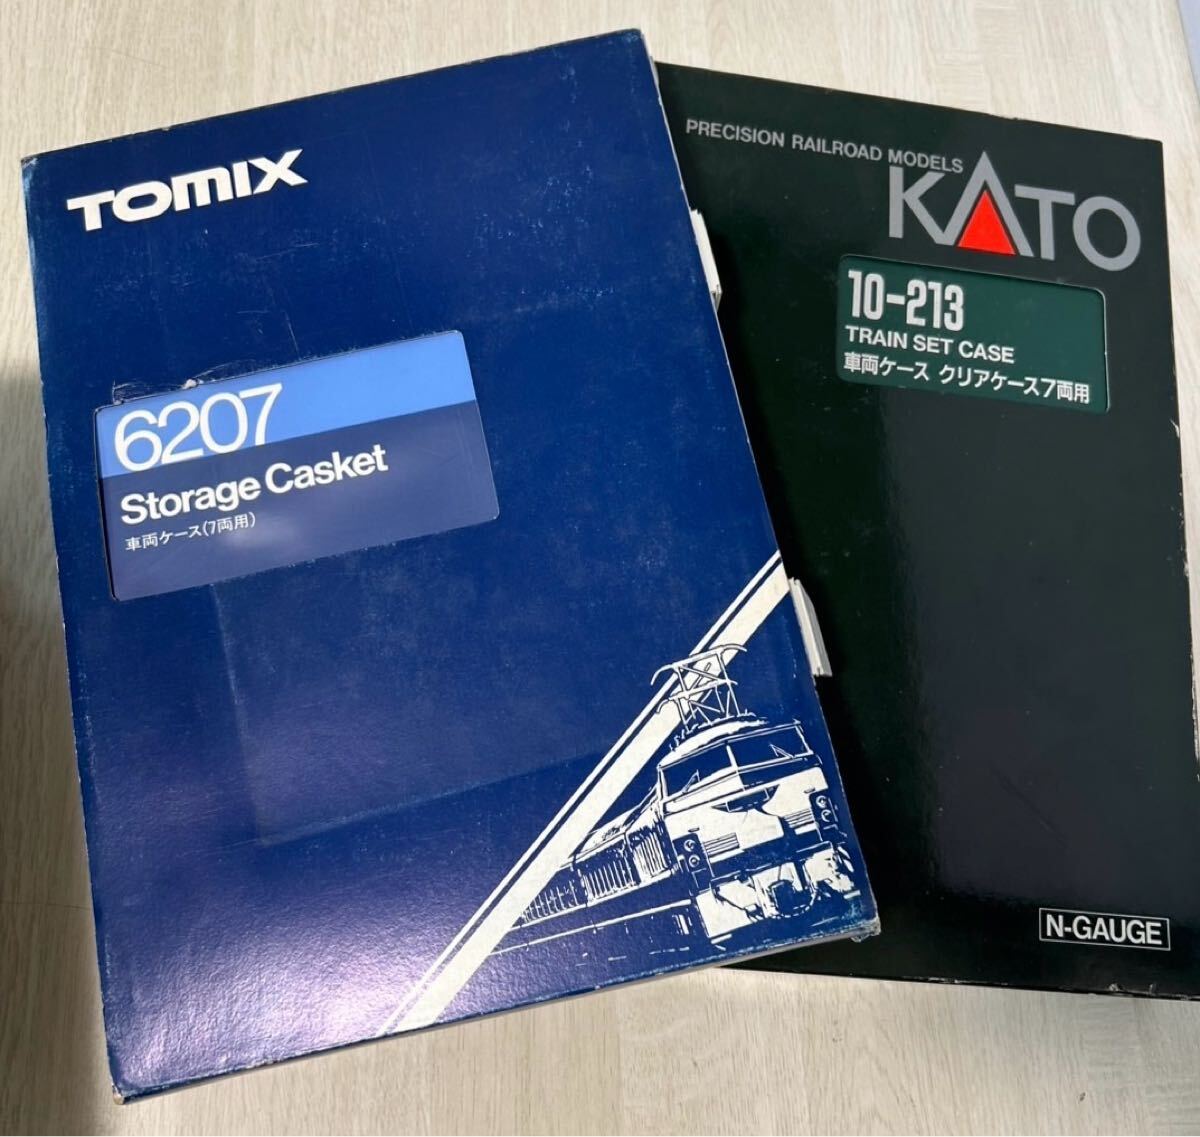 TOMIX
6207
Storage Casket
車両ケース(7両用)
PRECISION RAILROAD MODELS
KATO
10-213
TRAIN SET CASE
車両ケース クリアケース7両用
N-GAUGE